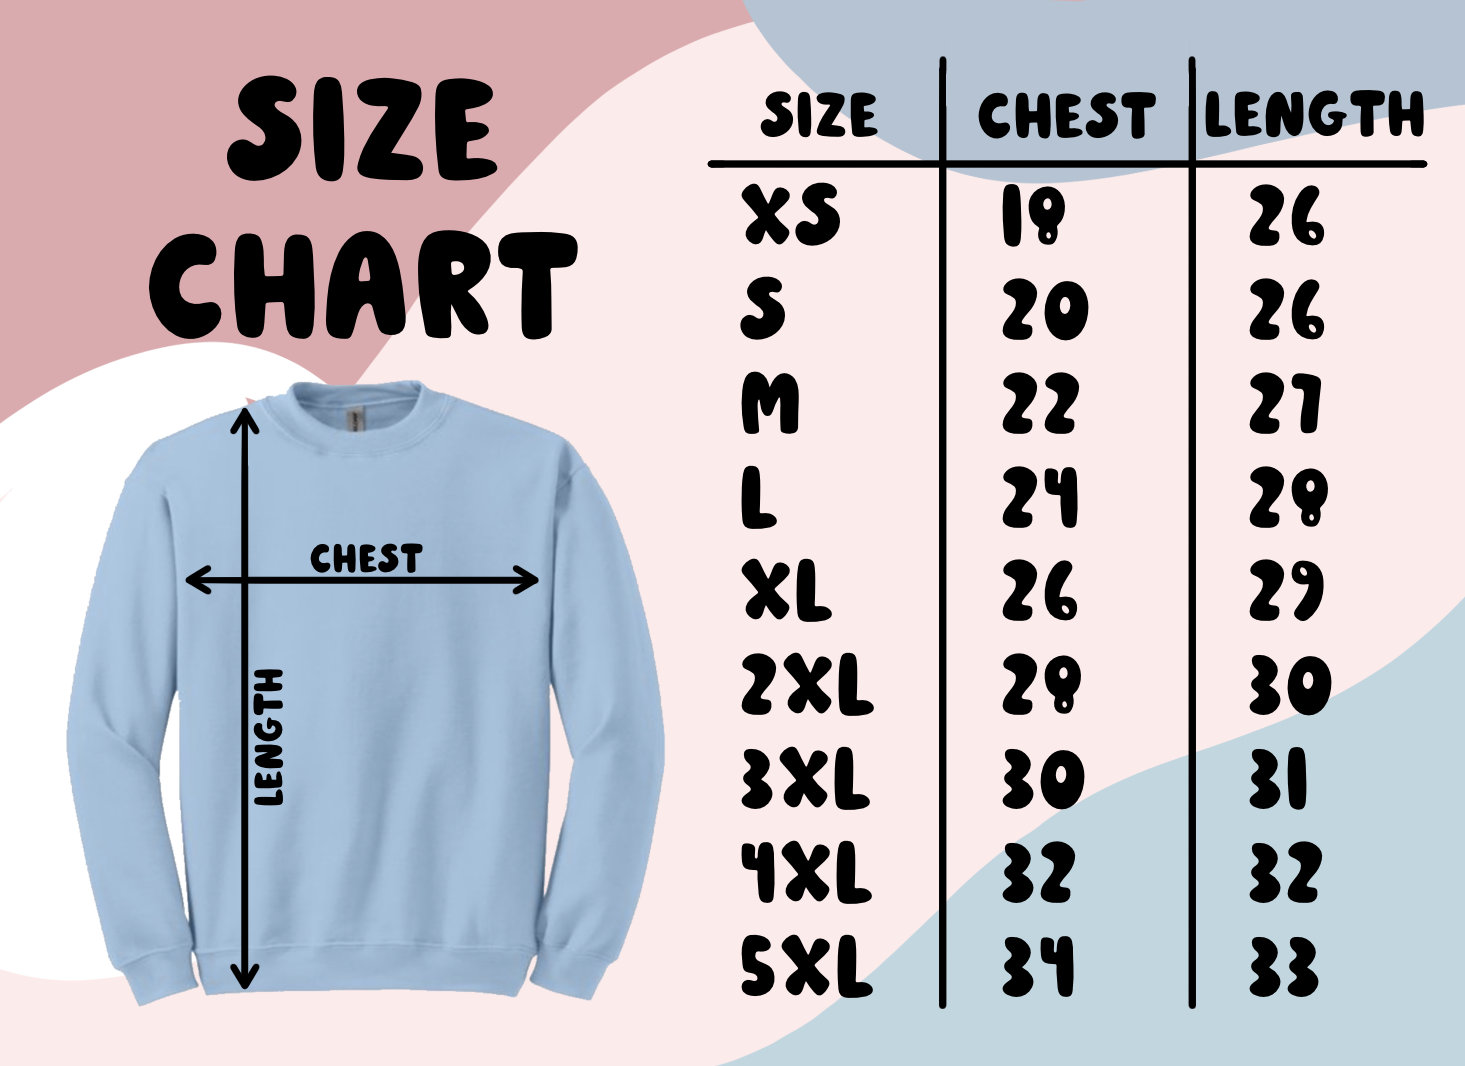 SIZE
CHART
SIZE CHEST LENGTH
XS 18 26
S 20 26
M 22 27
L 24 28
XL 26 29
2XL 28 30
3XL 30 31
4XL 32 32
5XL 34 33
CHEST
LENGTH